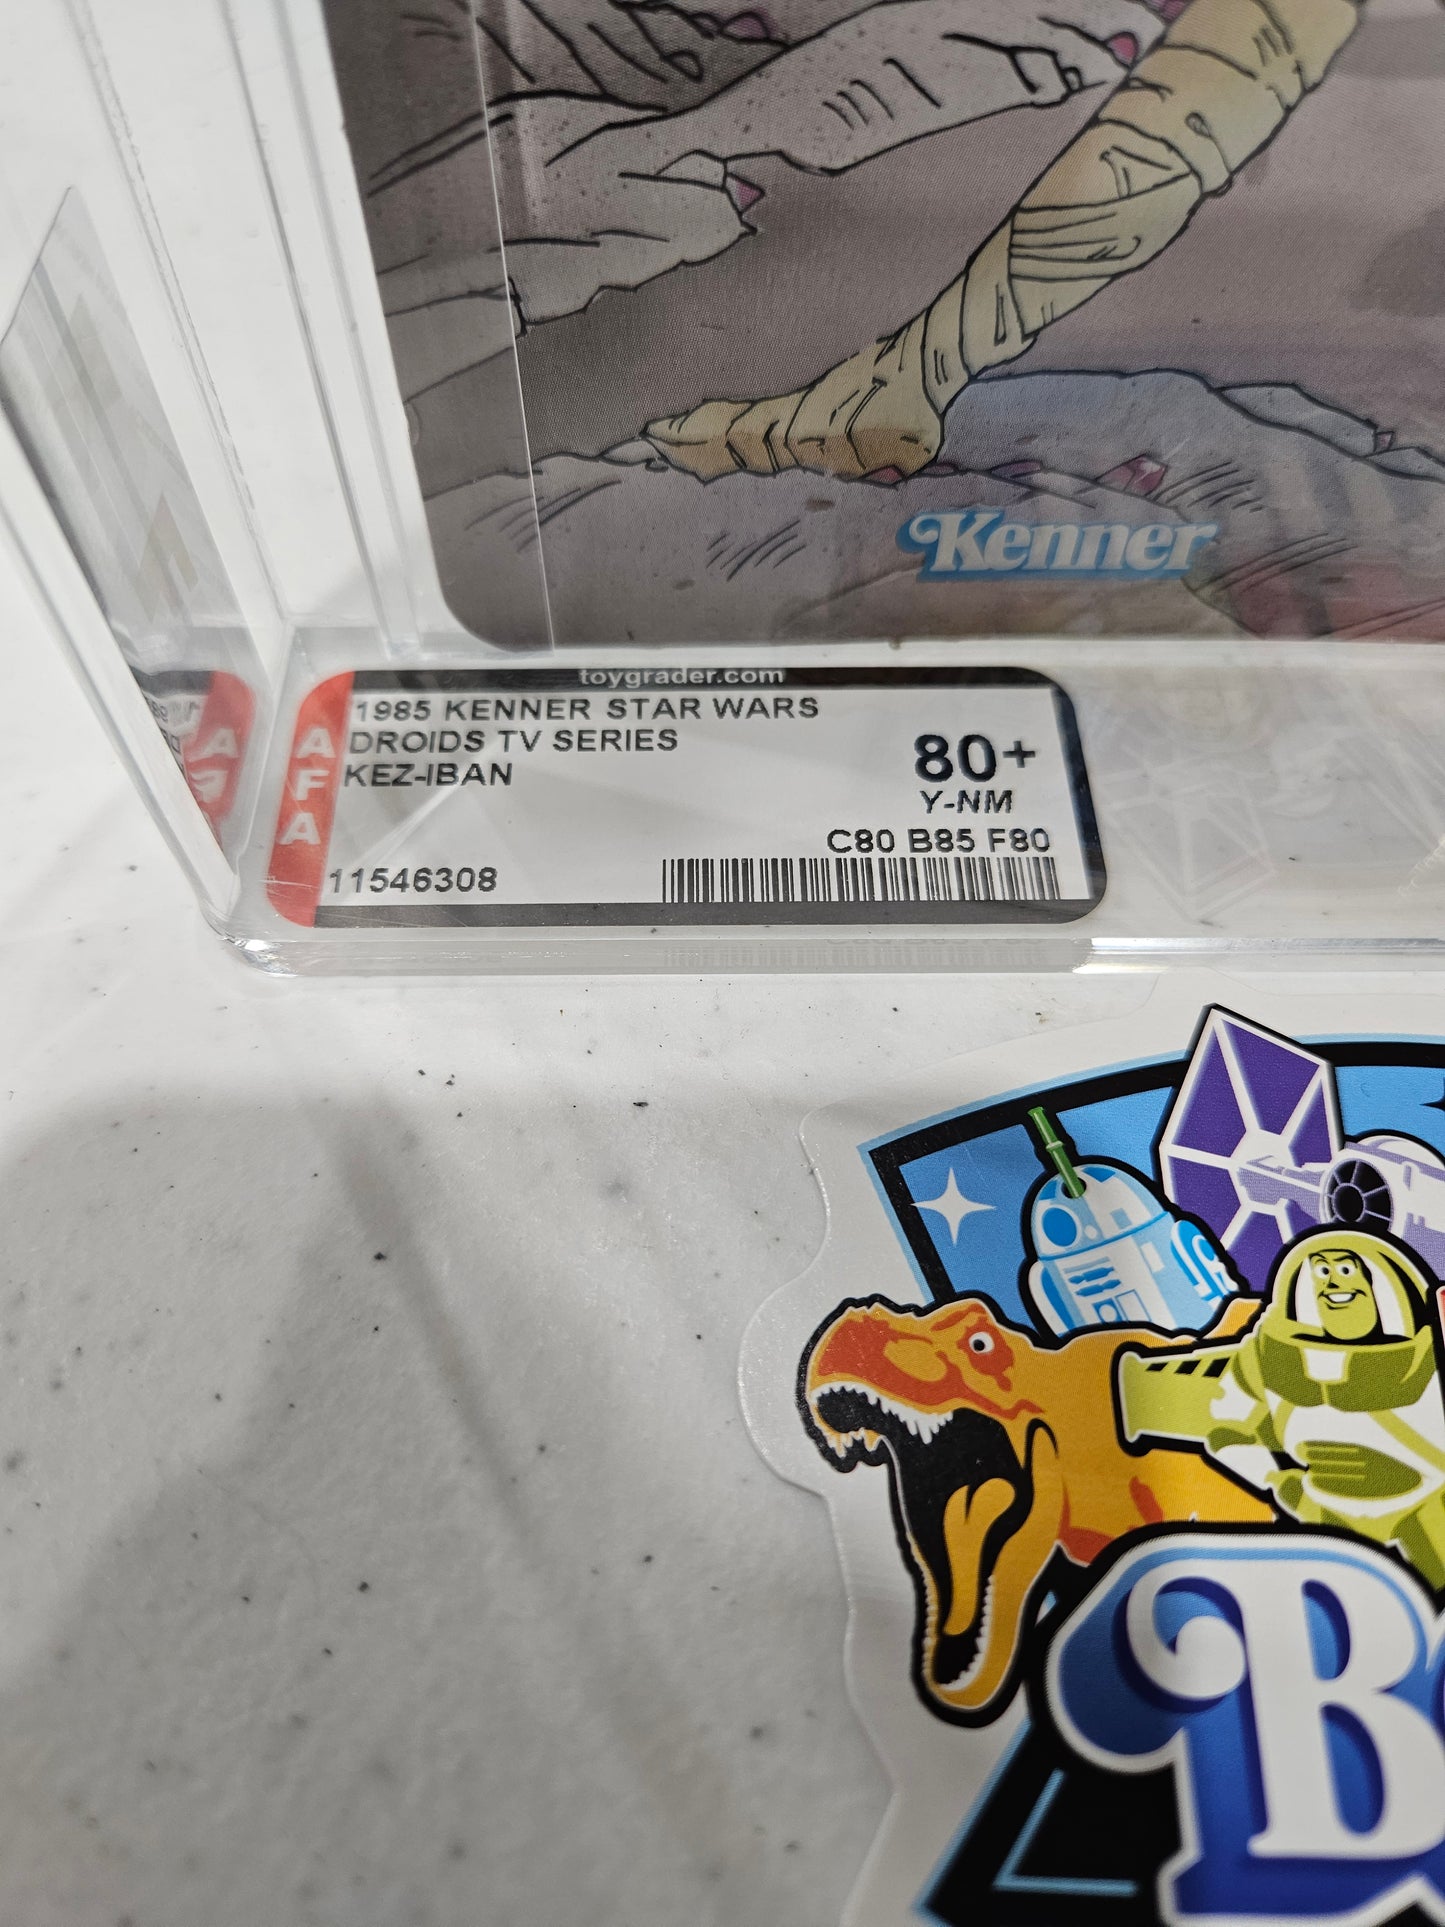 Kenner
toygrader.com
AFA
1985 KENNER STAR WARS
DROIDS TV SERIES
KEZ-IBAN
80+
Y-NM
C80 B85 F80
11546308
B